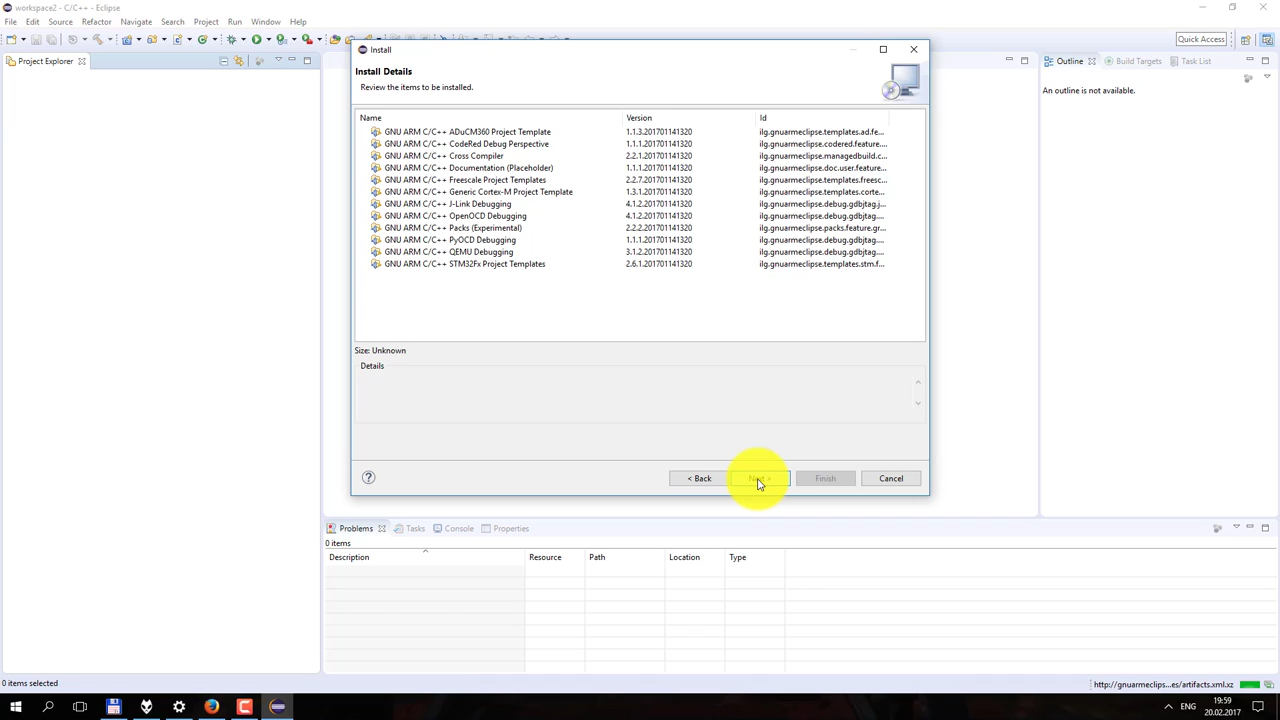 workspace2 - C/C++ - Eclipse
File Edit Source Refactor Navigate Search Project Run Window Help
Quick Access
Install
Project Explorer
Outline Build Targets Task List
Install Details
Review the items to be installed.
An outline is not available.
Name Version Id
GNU ARM C/C++ ADuCM360 Project Template 1.1.3.201701141320 ilg.gnuarmeclipse.templates.ad.fe...
GNU ARM C/C++ CodeRed Debug Perspective 1.1.1.201701141320 ilg.gnuarmeclipse.codered.feature...
GNU ARM C/C++ Cross Compiler 2.2.1.201701141320 ilg.gnuarmeclipse.managedbuild.c...
GNU ARM C/C++ Documentation (Placeholder) 1.1.1.201701141320 ilg.gnuarmeclipse.doc.user.feature...
GNU ARM C/C++ Freescale Project Templates 2.2.7.201701141320 ilg.gnuarmeclipse.templates.freesc...
GNU ARM C/C++ Generic Cortex-M Project Template 1.3.1.201701141320 ilg.gnuarmeclipse.templates.corte...
GNU ARM C/C++ J-Link Debugging 4.1.2.201701141320 ilg.gnuarmeclipse.debug.gdbjtag.j...
GNU ARM C/C++ OpenOCD Debugging 4.1.2.201701141320 ilg.gnuarmeclipse.debug.gdbjtag....
GNU ARM C/C++ Packs (Experimental) 2.2.2.201701141320 ilg.gnuarmeclipse.packs.feature.gr...
GNU ARM C/C++ PyOCD Debugging 1.1.1.201701141320 ilg.gnuarmeclipse.debug.gdbjtag....
GNU ARM C/C++ QEMU Debugging 3.1.2.201701141320 ilg.gnuarmeclipse.debug.gdbjtag....
GNU ARM C/C++ STM32Fx Project Templates 2.6.1.201701141320 ilg.gnuarmeclipse.templates.stm.f...
Size: Unknown
Details
< Back Next > Finish Cancel
Problems Tasks Console Properties
0 items
Description Resource Path Location Type
0 items selected
http://gnuarmeclips...es/artifacts.xml.xz
ENG
19:59
20.02.2017